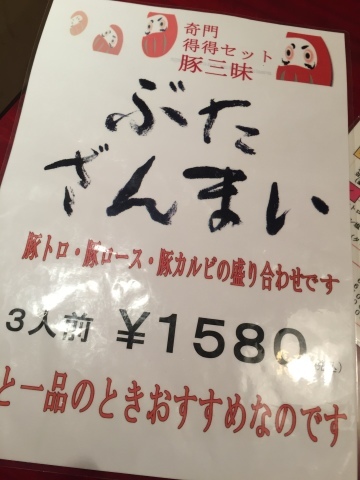 奇門
得得セット
豚三昧
ぶた
ざんまい
豚トロ・豚ロース・豚カルビの盛り合わせです
3人前 ¥1580
と一品のときおすすめなのです